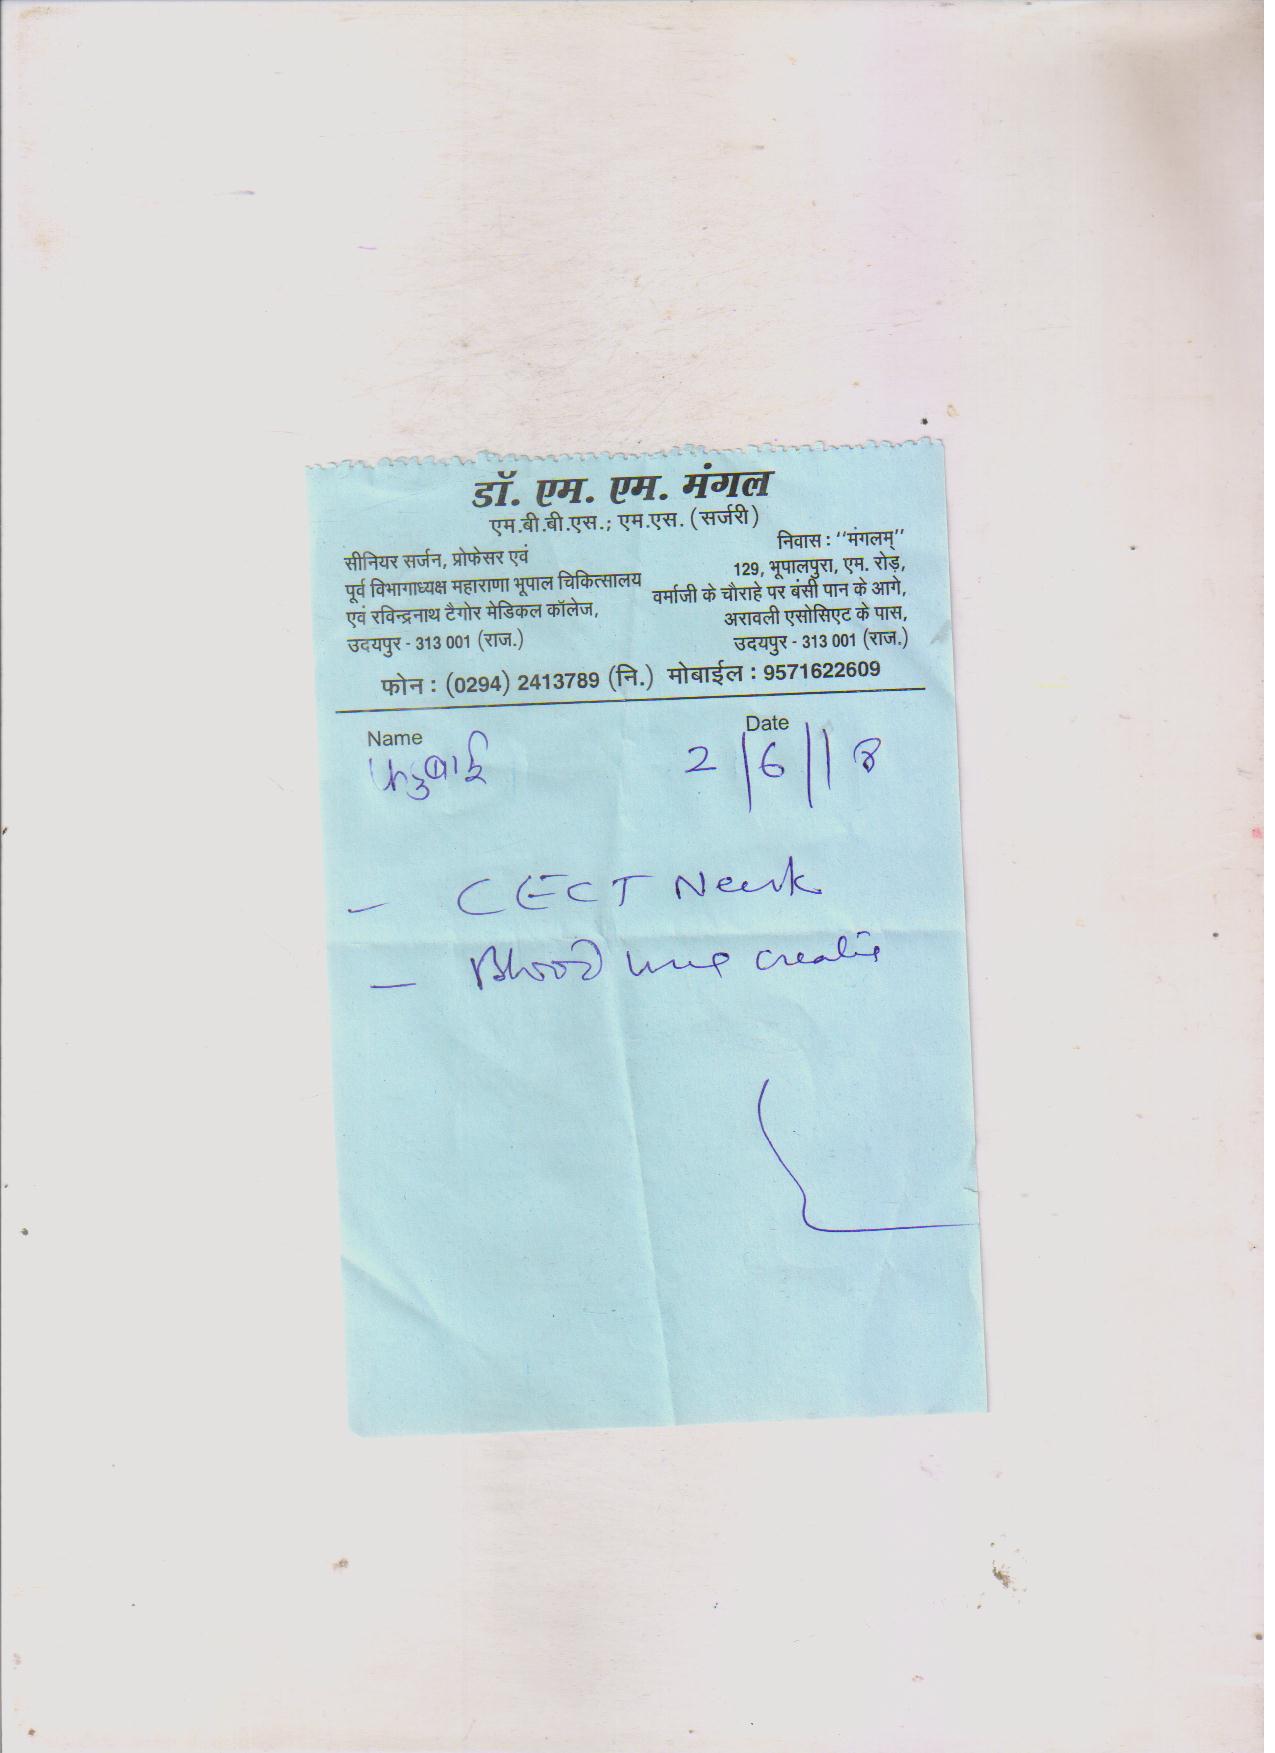 डॉ. एम. एम. मंगल
एम.बी.बी.एस.; एम.एस. (सर्जरी)
सीनियर सर्जन, प्रोफेसर एवं
पूर्व विभागाध्यक्ष महाराणा भूपाल चिकित्सालय
एवं रविन्द्रनाथ टैगोर मेडिकल कॉलेज,
उदयपुर - 313 001 (राज.)
निवास : ‘‘मंगलम्’’
129, भूपालपुरा, एम. रोड़,
वर्माजी के चौराहे पर बंसी पान के आगे,
अरावली एसोसिएट के पास,
उदयपुर - 313 001 (राज.)
फोन : (0294) 2413789 (नि.) मोबाईल : 9571622609
Name
Date
2/6/18
- CECT Neck
- Blood